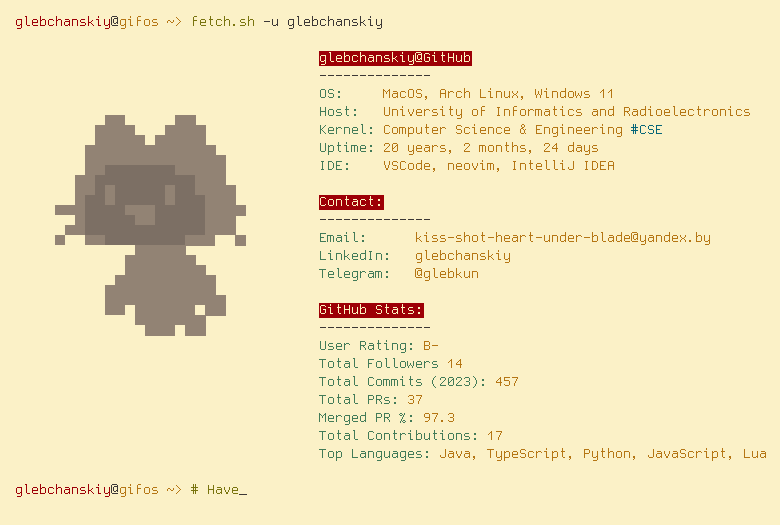 glebchanskiy@gifos ~> fetch.sh -u glebchanskiy
glebchanskiy@GitHub
--------------
OS: MacOS, Arch Linux, Windows 11
Host: University of Informatics and Radioelectronics
Kernel: Computer Science & Engineering #CSE
Uptime: 20 years, 2 months, 24 days
IDE: VSCode, neovim, IntelliJ IDEA
Contact:
--------------
Email: kiss-shot-heart-under-blade@yandex.by
LinkedIn: glebchanskiy
Telegram: @glebkun
GitHub Stats:
--------------
User Rating: B-
Total Followers 14
Total Commits (2023): 457
Total PRs: 37
Merged PR %: 97.3
Total Contributions: 17
Top Languages: Java, TypeScript, Python, JavaScript, Lua
glebchanskiy@gifos ~> # Have_